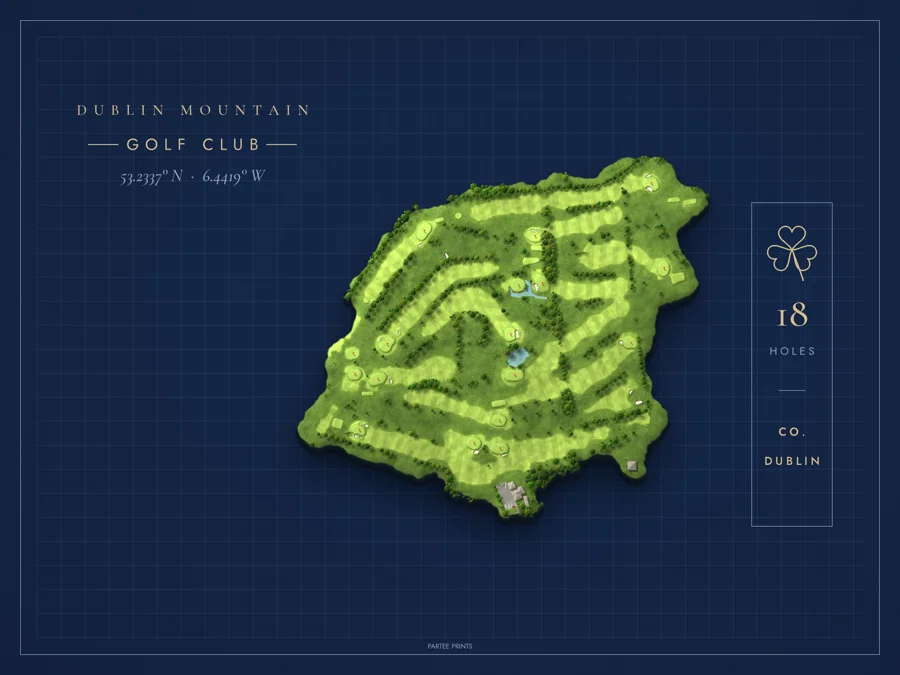 DUBLIN MOUNTAIN
GOLF CLUB
53.2337° N · 6.4419° W
18
HOLES
CO.
DUBLIN
PARTEE PRINTS